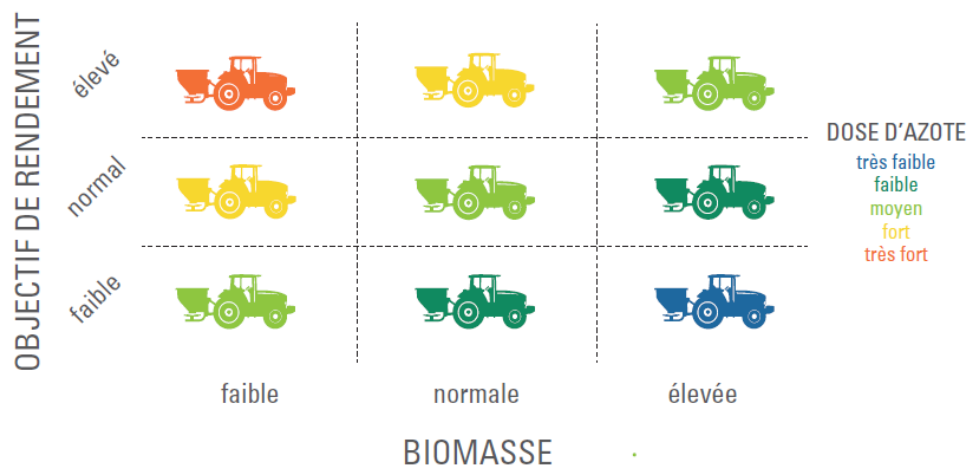 OBJECTIF DE RENDEMENT
élevé
normal
faible
DOSE D'AZOTE
très faible
faible
moyen
fort
très fort
faible
normale
élevée
BIOMASSE